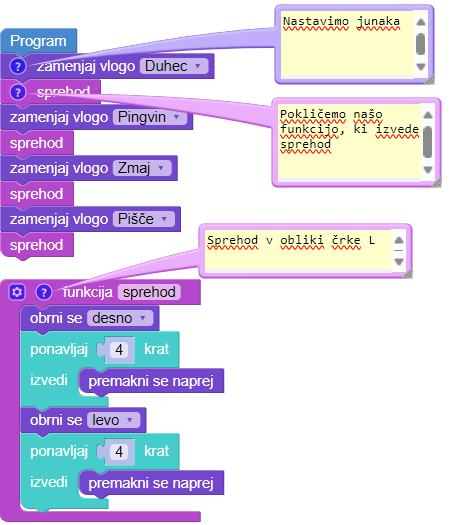 Program
? zamenjaj vlogo Duhec
? sprehod
zamenjaj vlogo Pingvin
sprehod
zamenjaj vlogo Zmaj
sprehod
zamenjaj vlogo Pišče
sprehod
Nastavimo junaka
Pokličemo našo
funkcijo, ki izvede
sprehod
Sprehod v obliki črke L
? funkcija sprehod
obrni se desno
ponavljaj 4 krat
izvedi premakni se naprej
obrni se levo
ponavljaj 4 krat
izvedi premakni se naprej